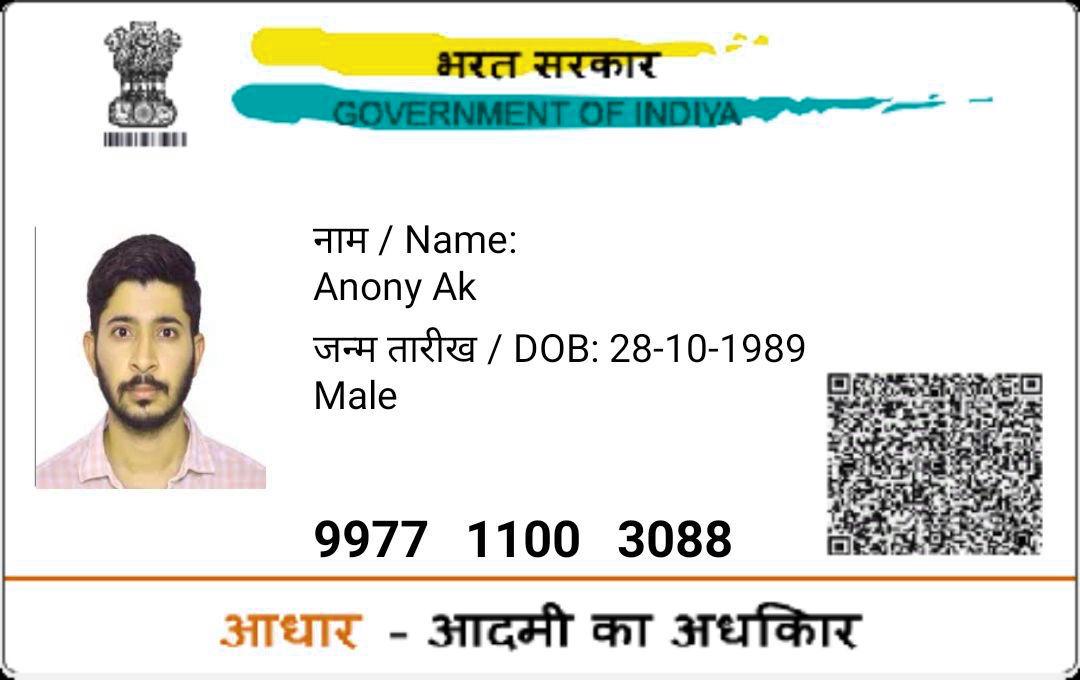 भरत सरकार
GOVERNMENT OF INDIYA
नाम / Name:
Anony Ak
जन्म तारीख / DOB: 28-10-1989
Male
9977 1100 3088
आधार - आदमी का अधकिार